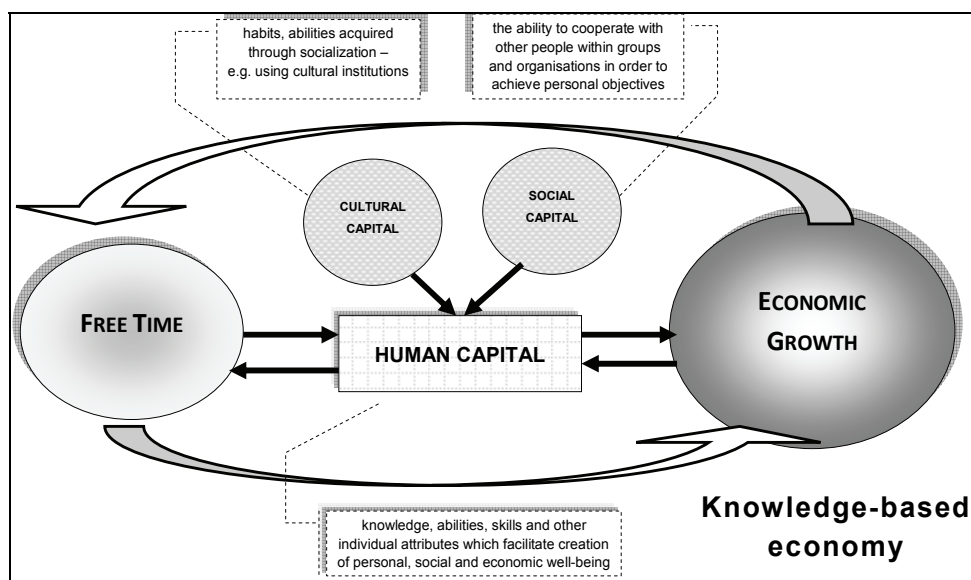 habits, abilities acquired
through socialization –
e.g. using cultural institutions
the ability to cooperate with
other people within groups
and organisations in order to
achieve personal objectives
CULTURAL
CAPITAL
SOCIAL
CAPITAL
FREE TIME
HUMAN CAPITAL
ECONOMIC
GROWTH
knowledge, abilities, skills and other
individual attributes which facilitate creation
of personal, social and economic well-being
Knowledge-based
economy